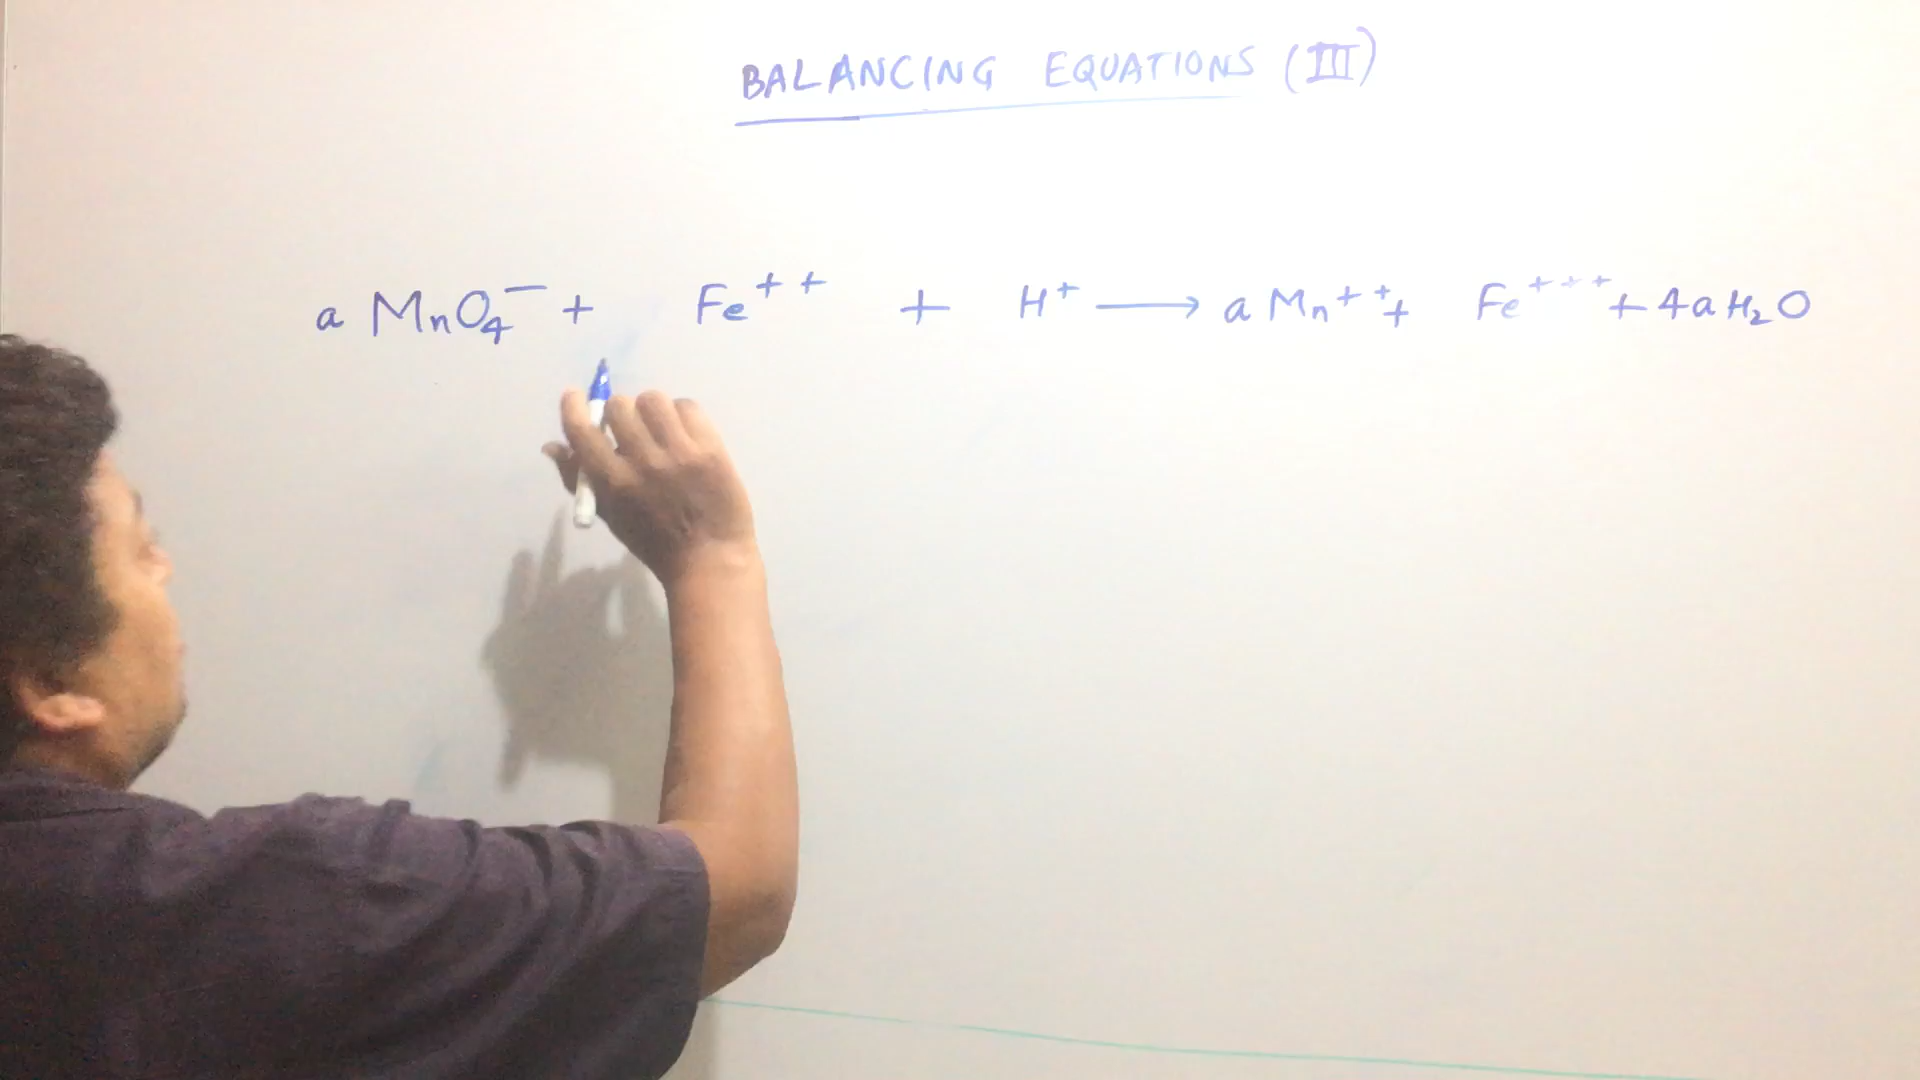 BALANCING EQUATIONS (III)
a MnO₄⁻ + Fe⁺⁺ + H⁺ ⟶ a Mn⁺⁺ + Fe⁺⁺⁺ + 4a H₂O